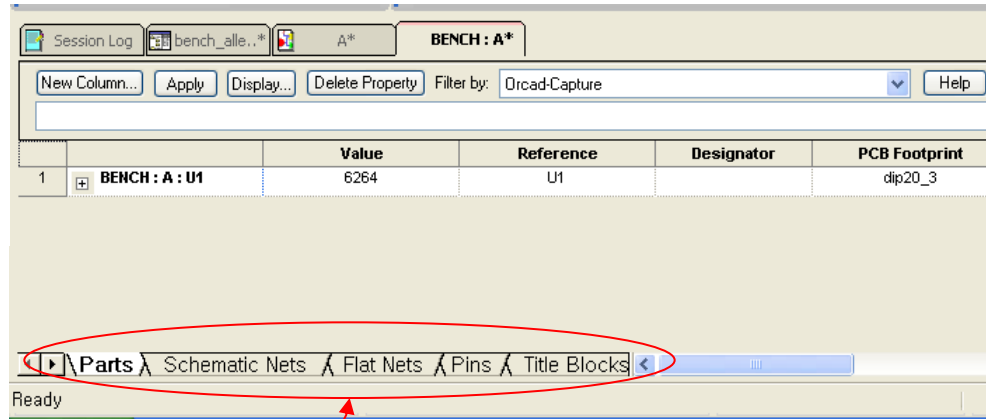 Session Log bench_alle..* A* BENCH : A*
New Column... Apply Display... Delete Property Filter by: Orcad-Capture Help
Value Reference Designator PCB Footprint
1 BENCH : A : U1 6264 U1 dip20_3
Parts Schematic Nets Flat Nets Pins Title Blocks
Ready